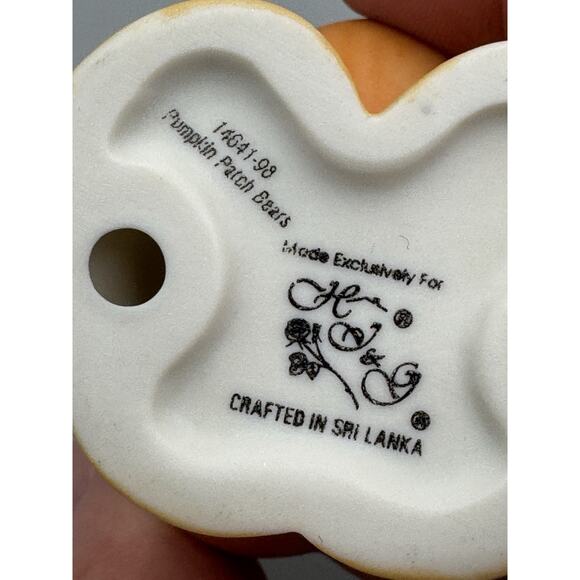 14641-98
Pumpkin Patch Bears
Made Exclusively For
H
I & G
®
®
CRAFTED IN SRI LANKA